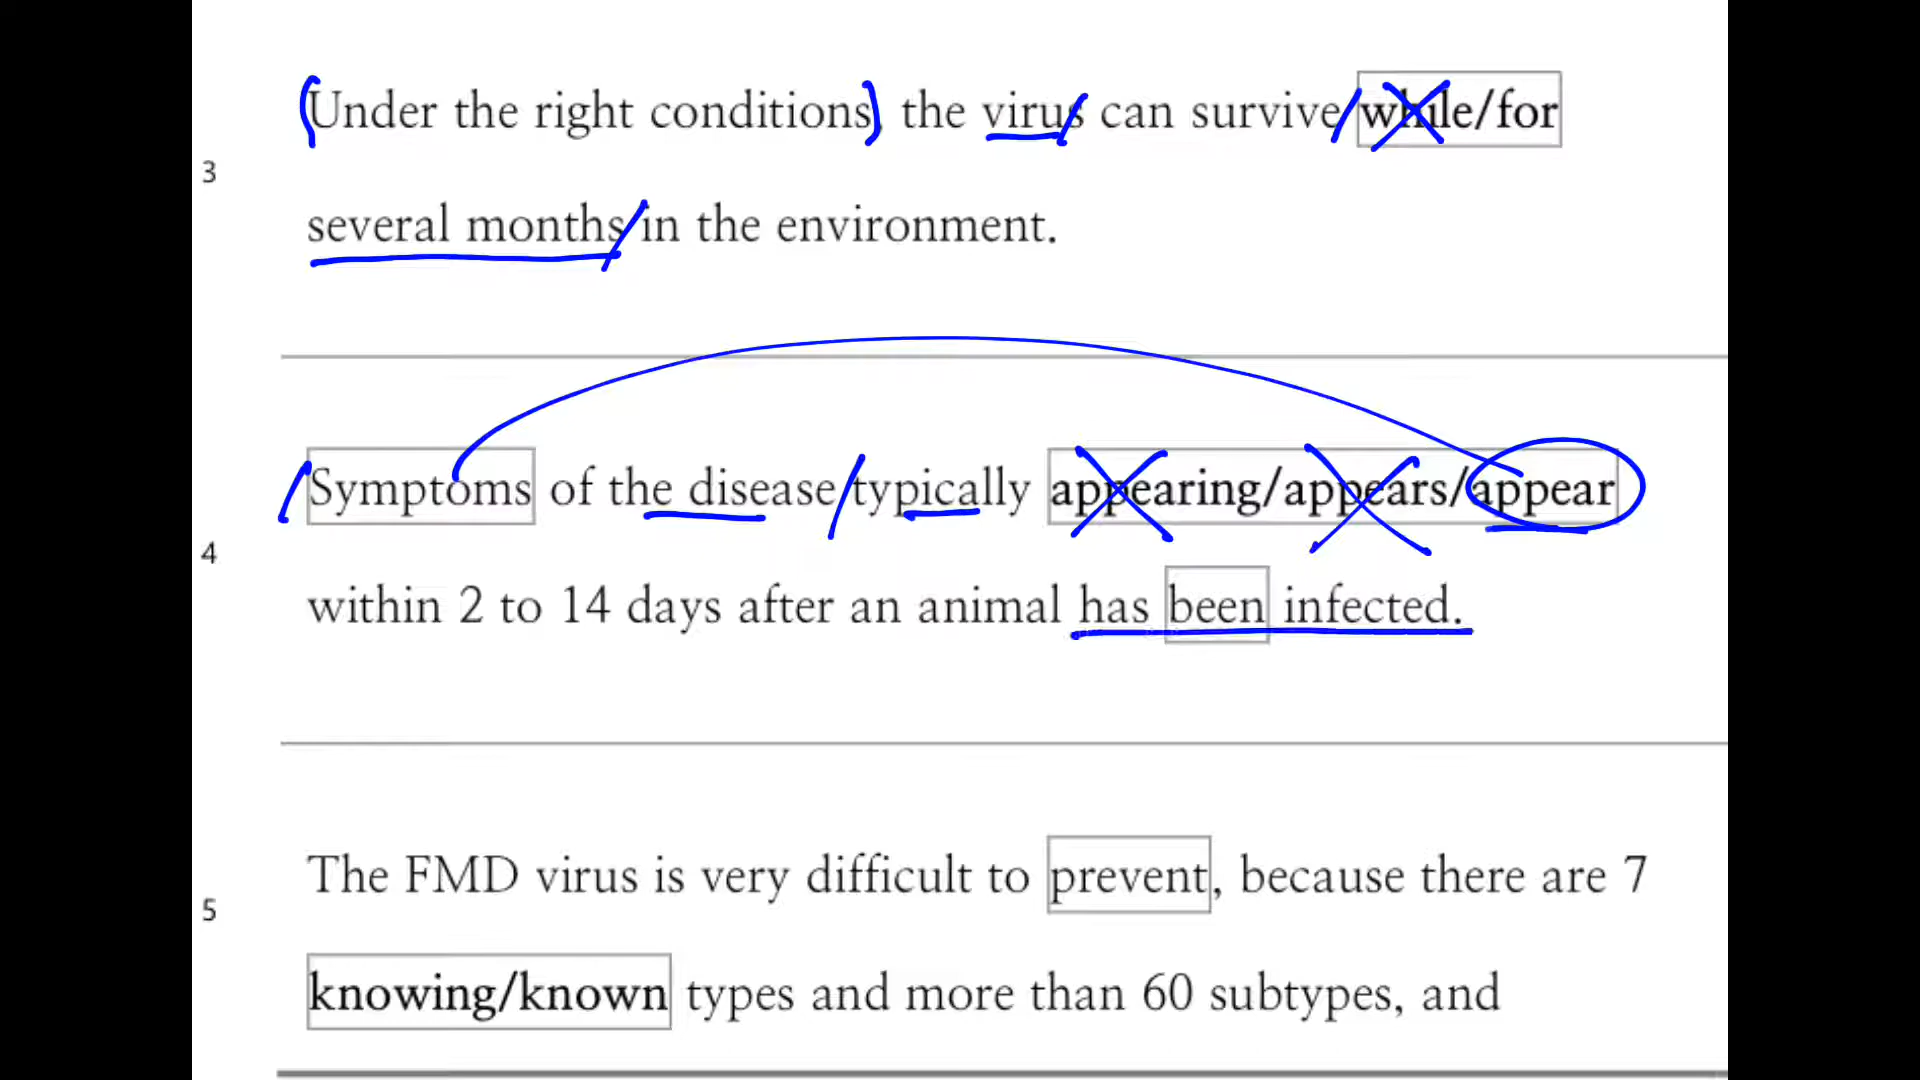 Under the right conditions, the virus can survive while/for
3
several months in the environment.
Symptoms of the disease typically appearing/appears/appear
4
within 2 to 14 days after an animal has been infected.
The FMD virus is very difficult to prevent, because there are 7
5
knowing/known types and more than 60 subtypes, and